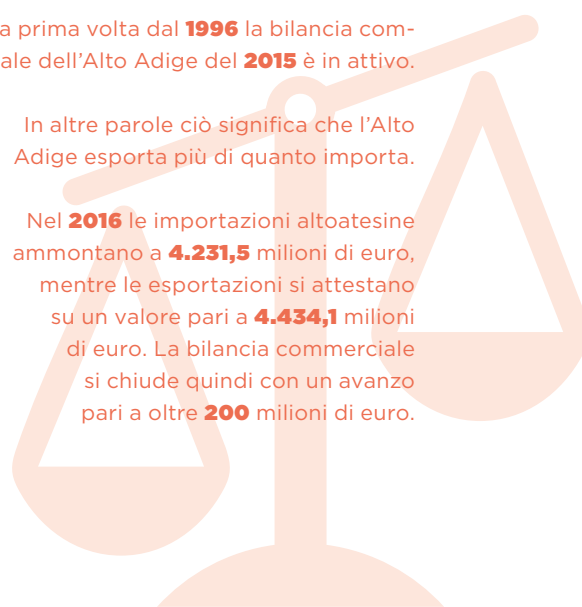 a prima volta dal 1996 la bilancia com-
ale dell'Alto Adige del 2015 è in attivo.
In altre parole ciò significa che l'Alto
Adige esporta più di quanto importa.
Nel 2016 le importazioni altoatesine
ammontano a 4.231,5 milioni di euro,
mentre le esportazioni si attestano
su un valore pari a 4.434,1 milioni
di euro. La bilancia commerciale
si chiude quindi con un avanzo
pari a oltre 200 milioni di euro.